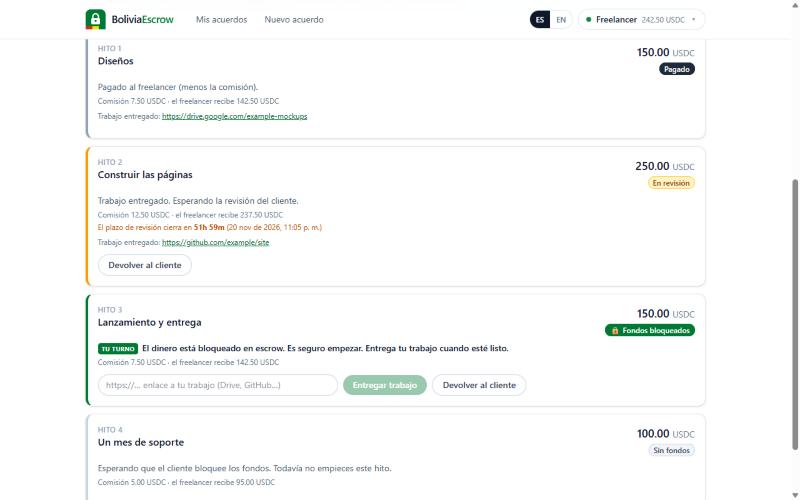 BoliviaEscrow Mis acuerdos Nuevo acuerdo ES EN Freelancer 242.50 USDC
HITO 1
150.00 USDC
Diseños
Pagado
Pagado al freelancer (menos la comisión).
Comisión 7.50 USDC · el freelancer recibe 142.50 USDC
Trabajo entregado: https://drive.google.com/example-mockups
HITO 2
250.00 USDC
Construir las páginas
En revisión
Trabajo entregado. Esperando la revisión del cliente.
Comisión 12.50 USDC · el freelancer recibe 237.50 USDC
El plazo de revisión cierra en 51h 59m (20 nov de 2026, 11:05 p. m.)
Trabajo entregado: https://github.com/example/site
Devolver al cliente
HITO 3
150.00 USDC
Lanzamiento y entrega
Fondos bloqueados
TU TURNO El dinero está bloqueado en escrow. Es seguro empezar. Entrega tu trabajo cuando esté listo.
Comisión 7.50 USDC · el freelancer recibe 142.50 USDC
https://... enlace a tu trabajo (Drive, GitHub...) Entregar trabajo Devolver al cliente
HITO 4
100.00 USDC
Un mes de soporte
Sin fondos
Esperando que el cliente bloquee los fondos. Todavía no empieces este hito.
Comisión 5.00 USDC · el freelancer recibe 95.00 USDC